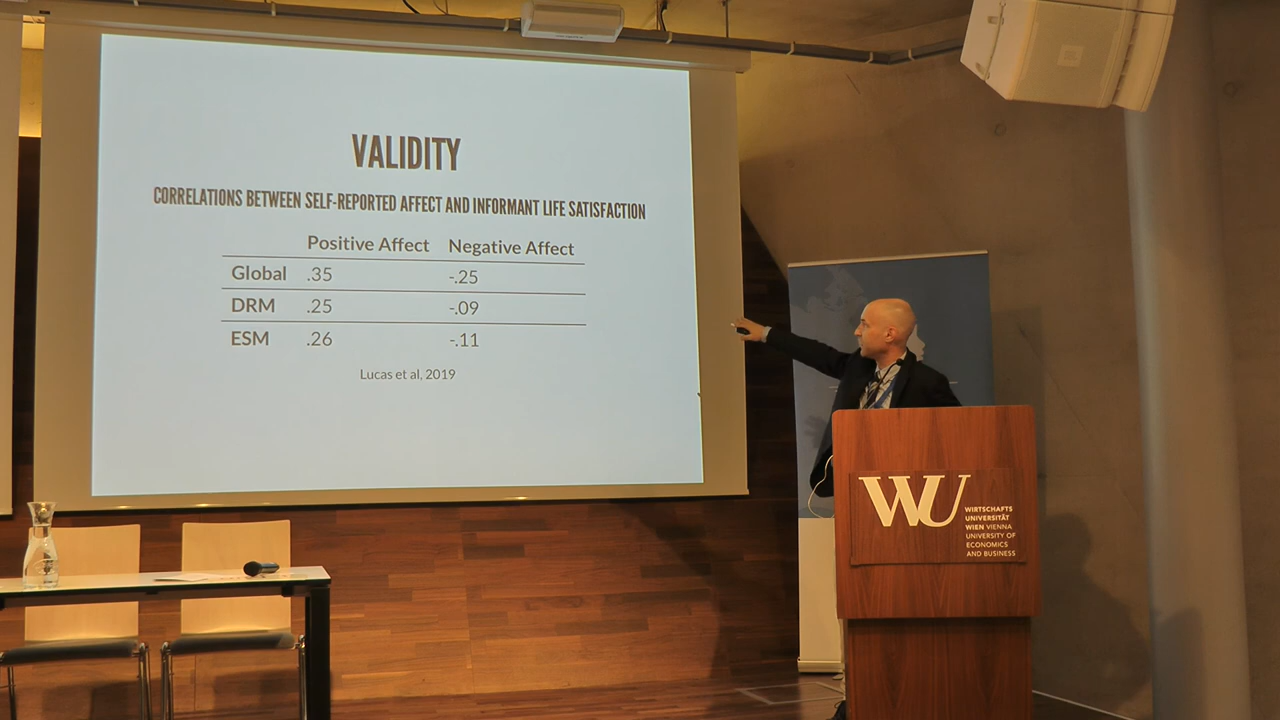 VALIDITY
CORRELATIONS BETWEEN SELF-REPORTED AFFECT AND INFORMANT LIFE SATISFACTION
Positive Affect Negative Affect
Global .35 -.25
DRM .25 -.09
ESM .26 -.11
Lucas et al, 2019
WU
WIRTSCHAFTS
UNIVERSITÄT
WIEN VIENNA
UNIVERSITY OF
ECONOMICS
AND BUSINESS